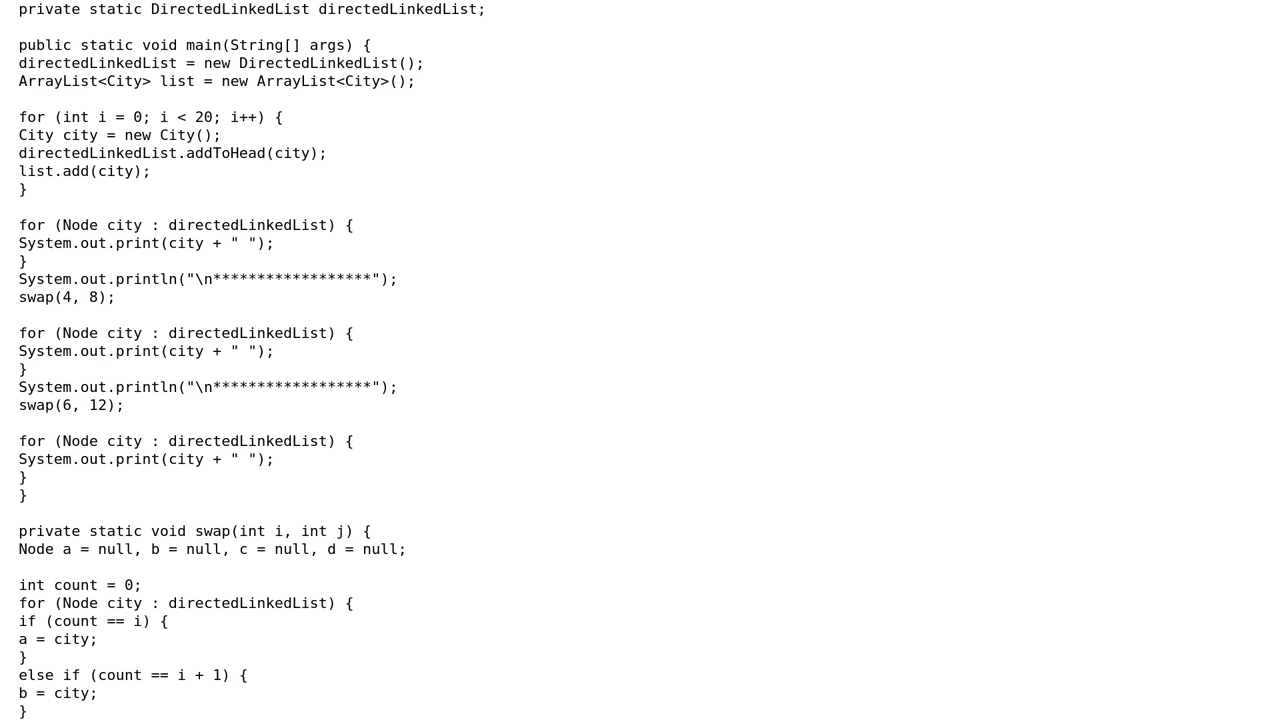 private static DirectedLinkedList directedLinkedList;
public static void main(String[] args) {
directedLinkedList = new DirectedLinkedList();
ArrayList<City> list = new ArrayList<City>();
for (int i = 0; i < 20; i++) {
City city = new City();
directedLinkedList.addToHead(city);
list.add(city);
}
for (Node city : directedLinkedList) {
System.out.print(city + " ");
}
System.out.println("\n******************");
swap(4, 8);
for (Node city : directedLinkedList) {
System.out.print(city + " ");
}
System.out.println("\n******************");
swap(6, 12);
for (Node city : directedLinkedList) {
System.out.print(city + " ");
}
}
private static void swap(int i, int j) {
Node a = null, b = null, c = null, d = null;
int count = 0;
for (Node city : directedLinkedList) {
if (count == i) {
a = city;
}
else if (count == i + 1) {
b = city;
}